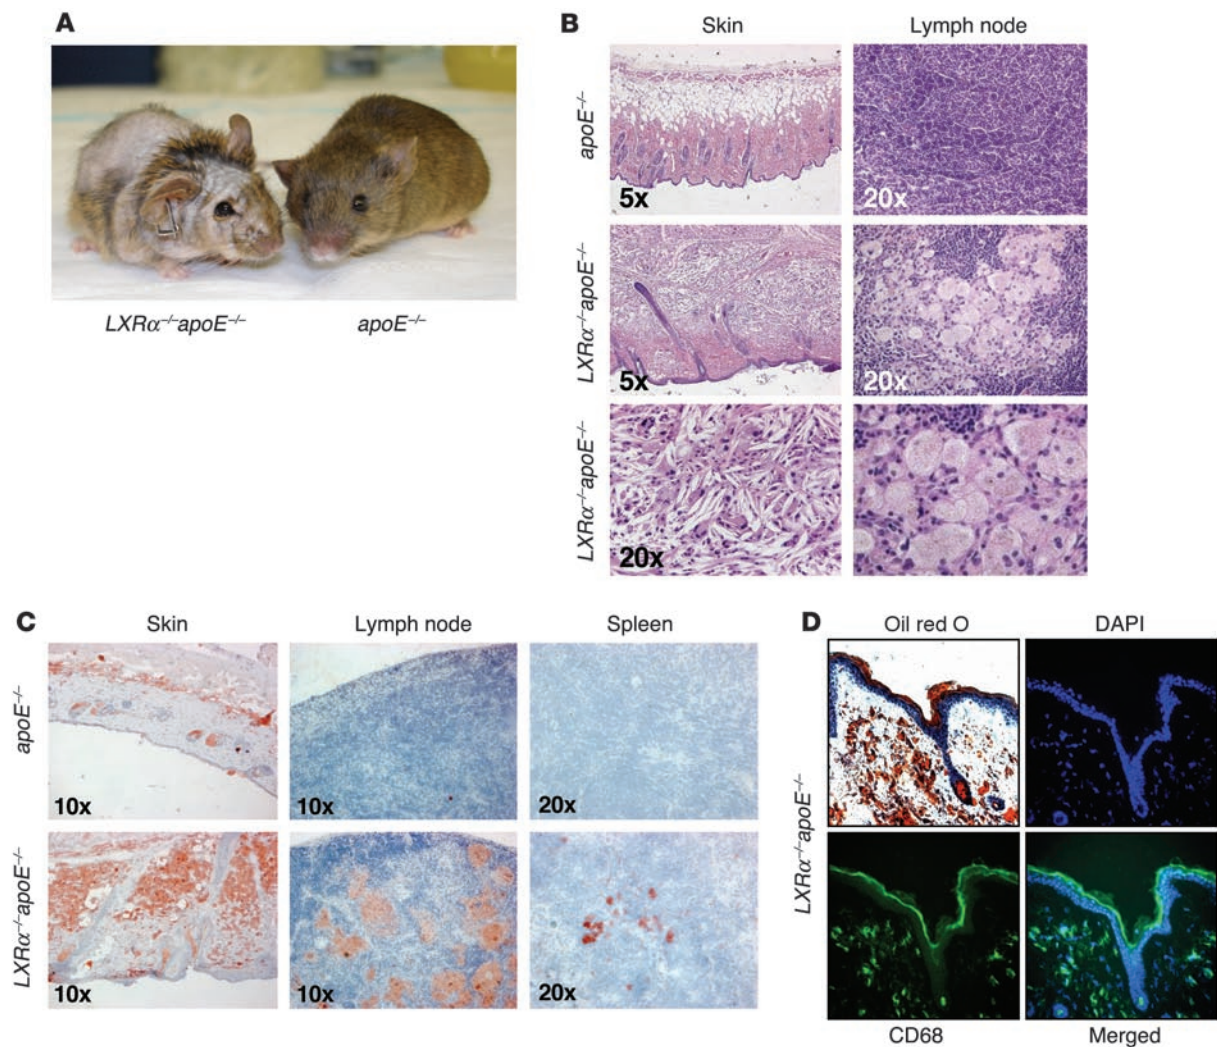 A
LXRα–/–apoE–/–
apoE–/–
B
Skin
Lymph node
apoE–/–
5x
20x
LXRα–/–apoE–/–
5x
20x
LXRα–/–apoE–/–
20x
C
Skin
Lymph node
Spleen
apoE–/–
10x
10x
20x
LXRα–/–apoE–/–
10x
10x
20x
D
Oil red O
DAPI
LXRα–/–apoE–/–
CD68
Merged